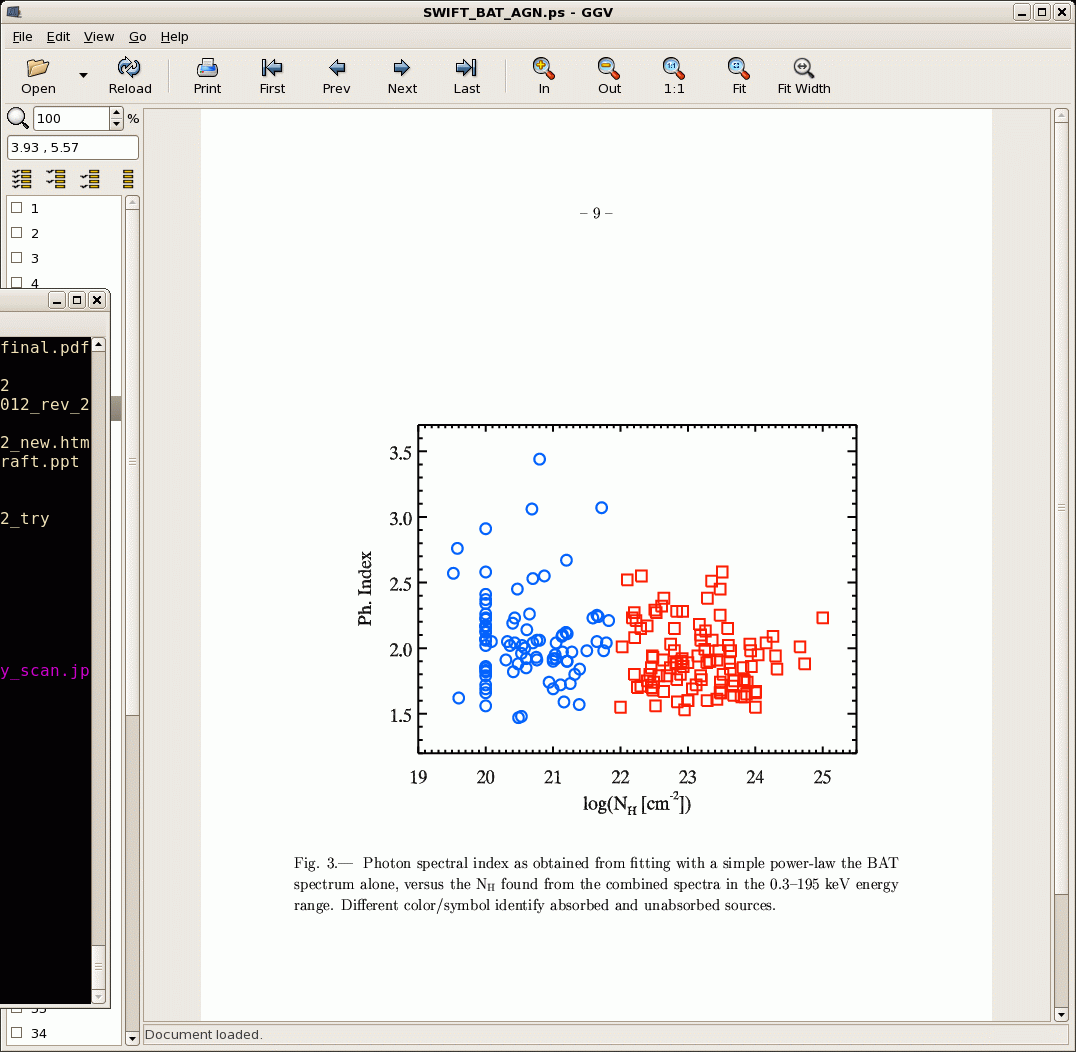 SWIFT_BAT_AGN.ps - GGV
File Edit View Go Help
Open Reload Print First Prev Next Last In Out 1:1 Fit Fit Width
100 %
3.93 , 5.57
1
2
3
4
final.pdf
2
012_rev_2
2_new.htm
raft.ppt
2_try
y_scan.jp
34
– 9 –
3.5
3.0
2.5
2.0
1.5
Ph. Index
19 20 21 22 23 24 25
log(N_H [cm^-2])
Fig. 3.— Photon spectral index as obtained from fitting with a simple power-law the BAT
spectrum alone, versus the N_H found from the combined spectra in the 0.3–195 keV energy
range. Different color/symbol identify absorbed and unabsorbed sources.
Document loaded.